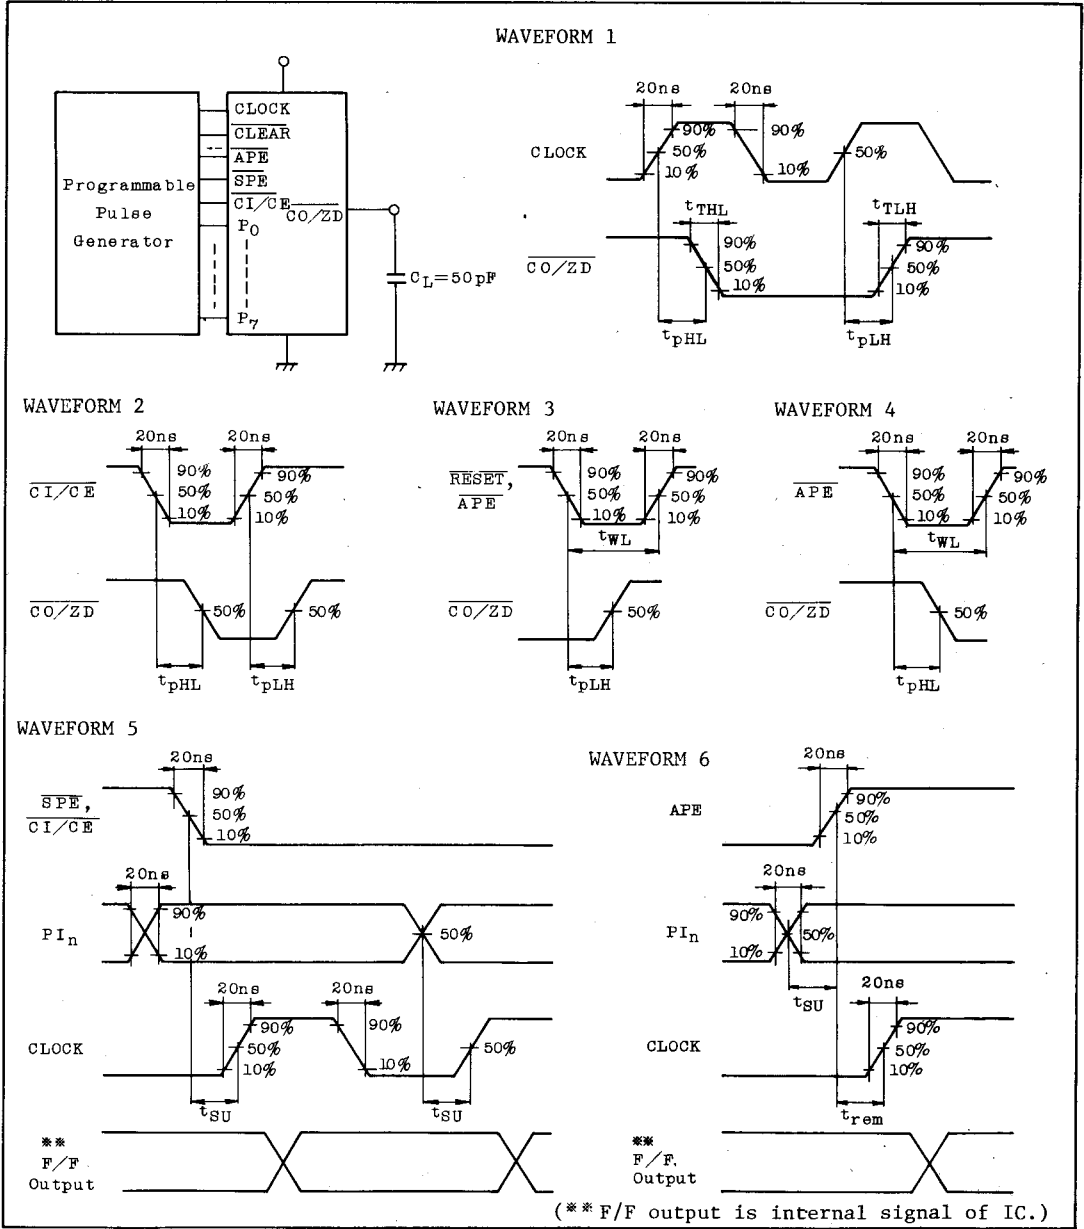 WAVEFORM 1
Programmable
Pulse
Generator
CLOCK
CLEAR
APE
SPE
CI/CE
CO/ZD
P0
P7
CL=50pF
20ns
20ns
CLOCK
90%
50%
10%
90%
10%
50%
tTHL
tTLH
CO/ZD
90%
50%
10%
90%
50%
10%
tpHL
tpLH
WAVEFORM 2
20ns
20ns
CI/CE
90%
50%
10%
90%
50%
10%
CO/ZD
50%
50%
tpHL
tpLH
WAVEFORM 3
20ns
20ns
RESET,
APE
90%
50%
10%
90%
50%
10%
tWL
CO/ZD
50%
tpLH
WAVEFORM 4
20ns
20ns
APE
90%
50%
10%
90%
50%
10%
tWL
CO/ZD
50%
tpHL
WAVEFORM 5
20ns
SPE,
CI/CE
90%
50%
10%
20ns
PIn
90%
10%
50%
20ns
20ns
CLOCK
90%
50%
10%
90%
10%
50%
tSU
tSU
**
F/F
Output
WAVEFORM 6
20ns
APE
90%
50%
10%
20ns
PIn
90%
10%
50%
tSU
20ns
CLOCK
90%
50%
10%
trem
**
F/F.
Output
(** F/F output is internal signal of IC.)